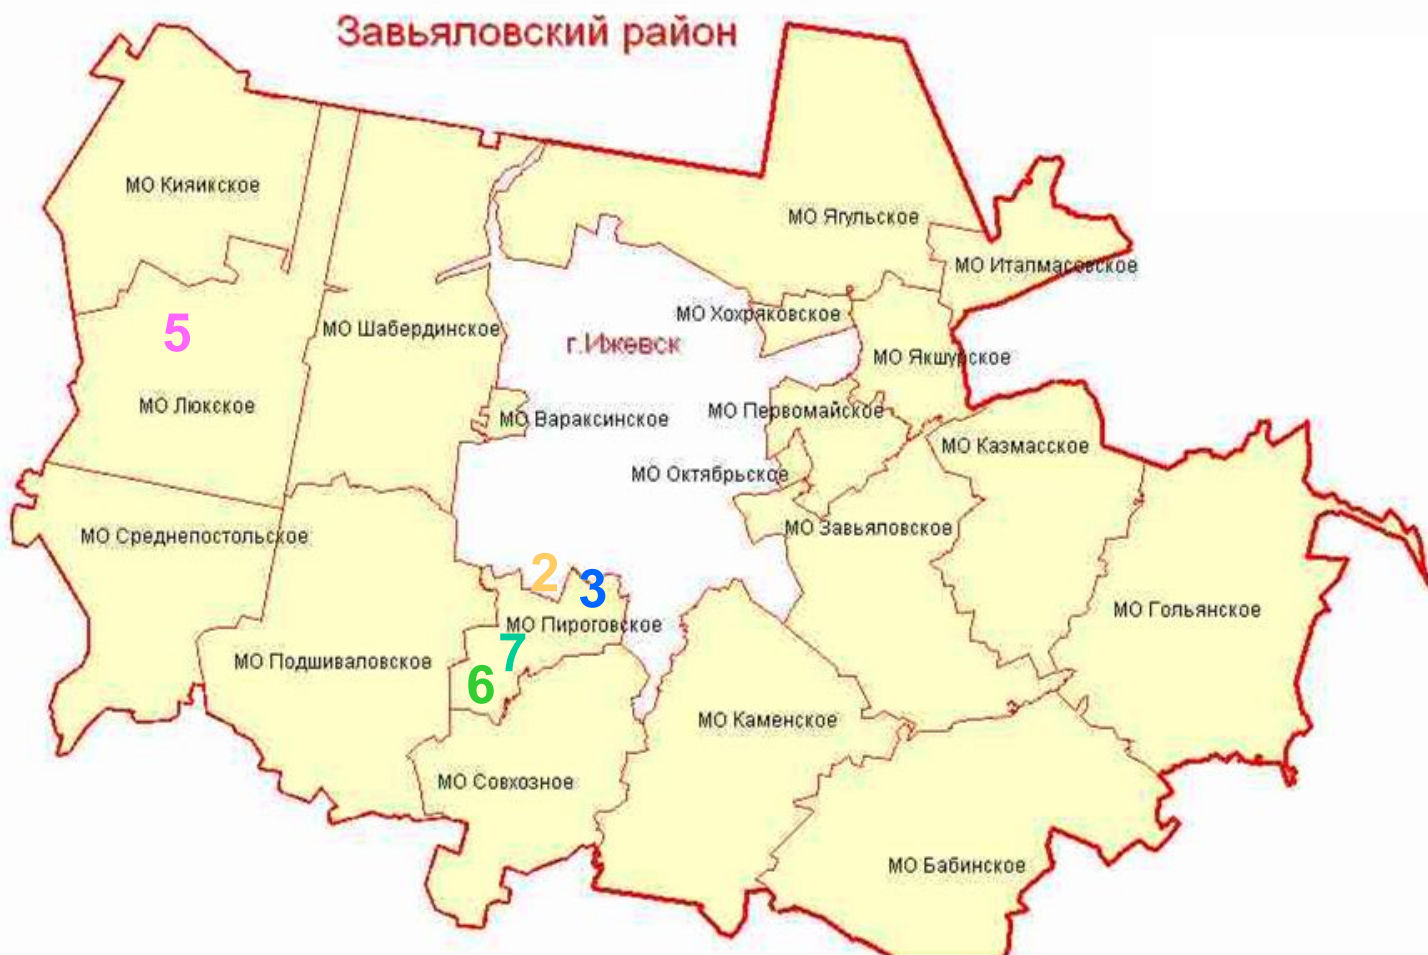 Завьяловский район
МО Кияикское
МО Ягульское
МО Италмасовское
МО Хохряковское
5
МО Шабердинское
г.Ижевск
МО Якшурское
МО Люкское
МО Вараксинское
МО Первомайское
МО Казмасское
МО Октябрьское
МО Среднепостольское
МО Завьяловское
2
3
МО Гольянское
МО Пироговское
7
МО Подшиваловское
6
МО Каменское
МО Совхозное
МО Бабинское